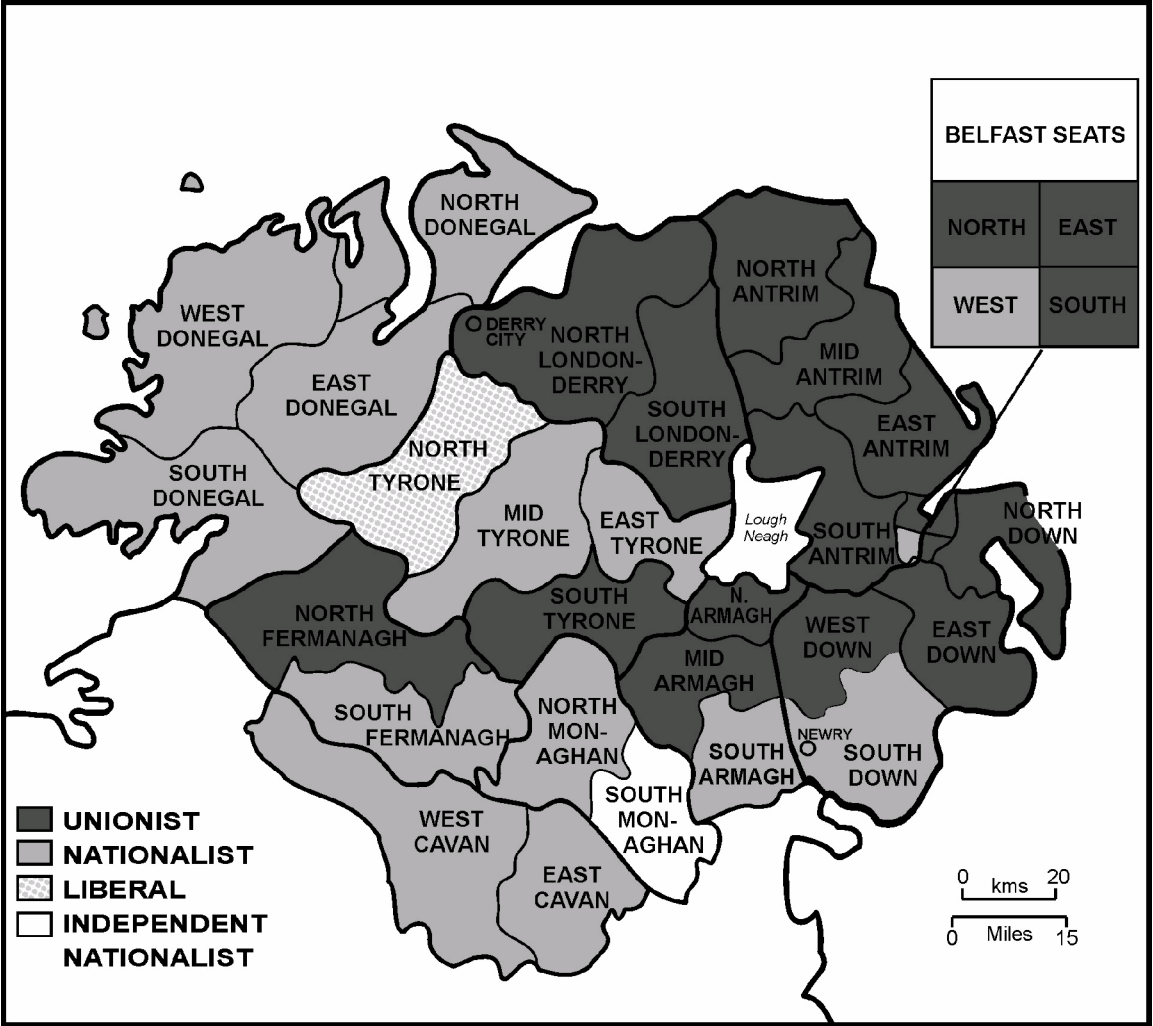 BELFAST SEATS
NORTH
EAST
WEST
SOUTH
NORTH
DONEGAL
WEST
DONEGAL
EAST
DONEGAL
SOUTH
DONEGAL
DERRY
CITY
NORTH
LONDON-
DERRY
SOUTH
LONDON-
DERRY
NORTH
ANTRIM
MID
ANTRIM
EAST
ANTRIM
SOUTH
ANTRIM
Lough
Neagh
NORTH
DOWN
NORTH
TYRONE
MID
TYRONE
EAST
TYRONE
SOUTH
TYRONE
NORTH
FERMANAGH
SOUTH
FERMANAGH
N.
ARMAGH
MID
ARMAGH
SOUTH
ARMAGH
WEST
DOWN
EAST
DOWN
NEWRY
SOUTH
DOWN
NORTH
MON-
AGHAN
SOUTH
MON-
AGHAN
WEST
CAVAN
EAST
CAVAN
UNIONIST
NATIONALIST
LIBERAL
INDEPENDENT
NATIONALIST
0 kms 20
0 Miles 15